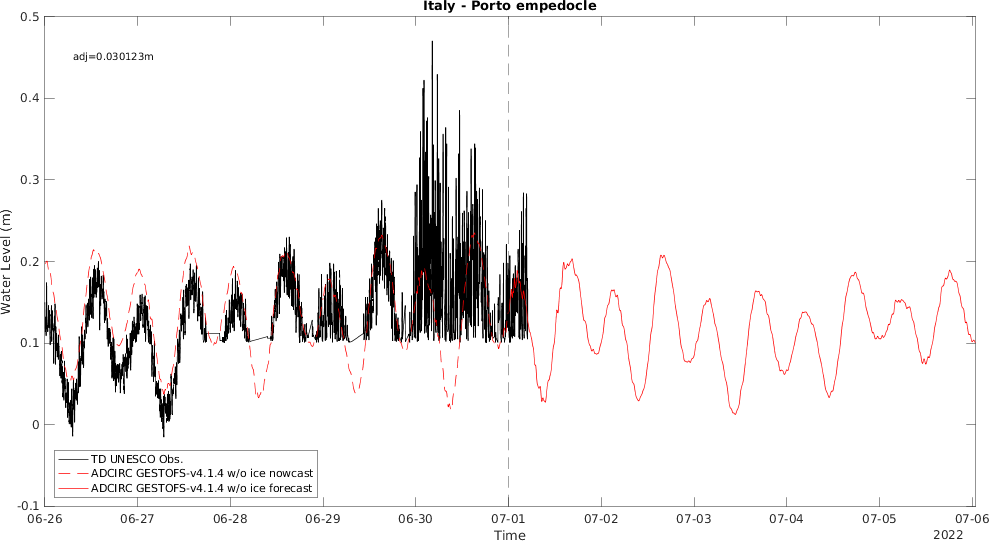 Italy - Porto empedocle
0.5
adj=0.030123m
0.4
0.3
0.2
0.1
0
-0.1
Water Level (m)
TD UNESCO Obs.
ADCIRC GESTOFS-v4.1.4 w/o ice nowcast
ADCIRC GESTOFS-v4.1.4 w/o ice forecast
06-26 06-27 06-28 06-29 06-30 07-01 07-02 07-03 07-04 07-05 07-06
Time
2022